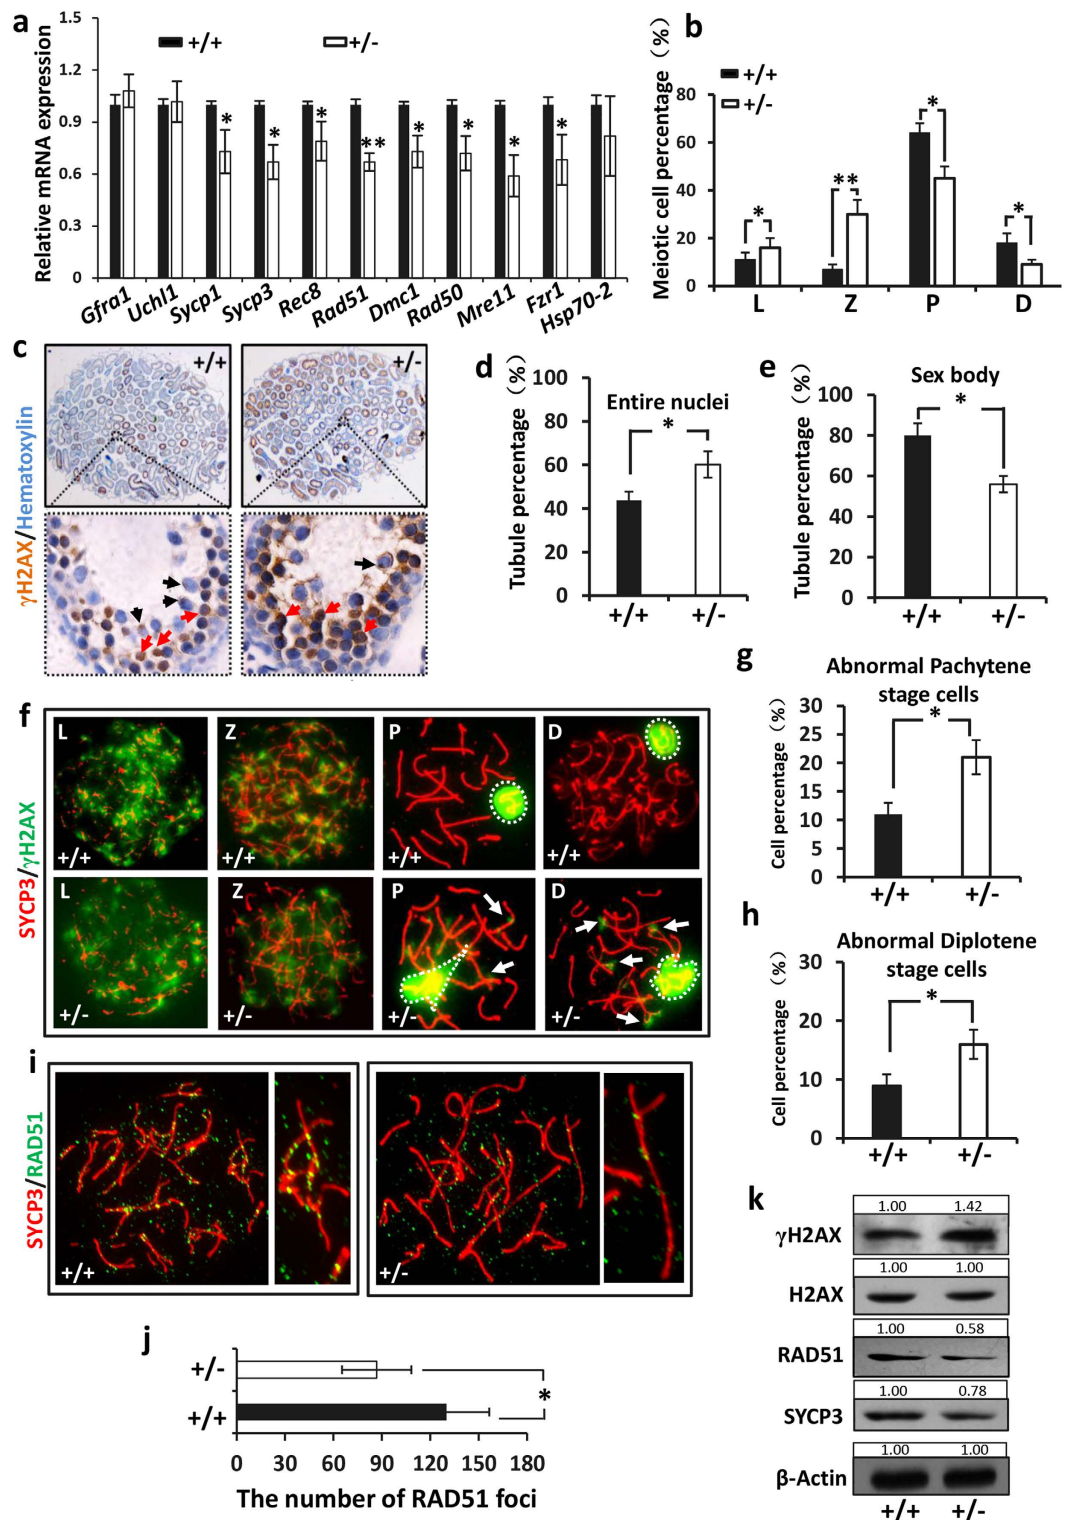 a
1.5
1.2
0.9
0.6
0.3
0
Relative mRNA expression
+/+
+/-
*
*
*
**
*
*
*
*
Gfra1
Uchl1
Sycp1
Sycp3
Rec8
Rad51
Dmc1
Rad50
Mre11
Fzr1
Hsp70-2
b
Meiotic cell percentage (%)
+/+
+/-
80
60
40
20
0
*
**
*
*
L
Z
P
D
c
γH2AX/Hematoxylin
+/+
+/-
d
Tubule percentage (%)
100
80
60
40
20
0
Entire nuclei
*
+/+
+/-
e
Tubule percentage (%)
100
80
60
40
20
0
Sex body
*
+/+
+/-
f
SYCP3/γH2AX
L
+/+
Z
+/+
P
+/+
D
+/+
L
+/-
Z
+/-
P
+/-
D
+/-
g
Abnormal Pachytene
stage cells
Cell percentage (%)
30
25
20
15
10
5
0
*
+/+
+/-
h
Abnormal Diplotene
stage cells
Cell percentage (%)
30
20
10
0
*
+/+
+/-
i
SYCP3/RAD51
+/+
+/-
j
+/-
+/+
*
0
30
60
90
120
150
180
The number of RAD51 foci
k
1.00 1.42
γH2AX
1.00 1.00
H2AX
1.00 0.58
RAD51
1.00 0.78
SYCP3
1.00 1.00
β-Actin
+/+ +/-